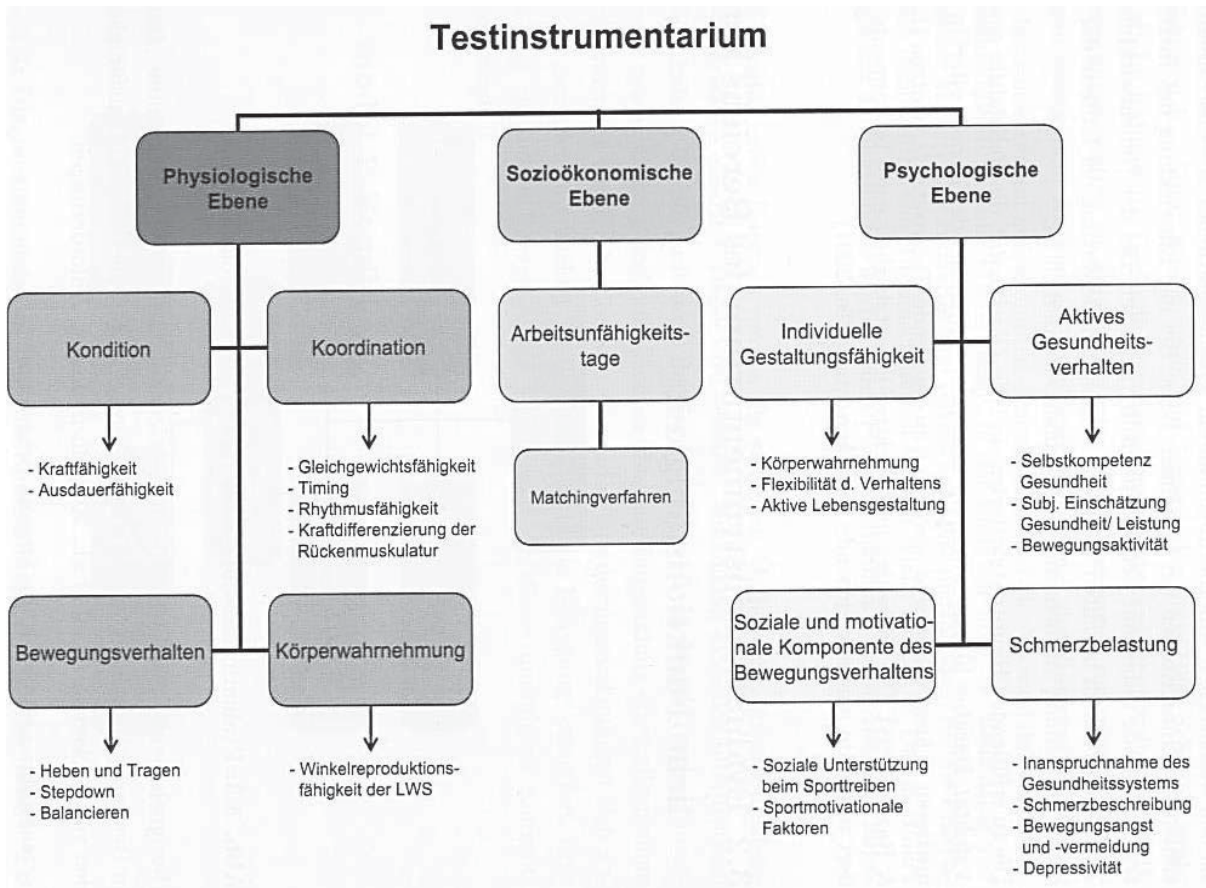 Testinstrumentarium
Physiologische
Ebene
Sozioökonomische
Ebene
Psychologische
Ebene
Kondition
Koordination
Arbeitsunfähigkeits-
tage
Individuelle
Gestaltungsfähigkeit
Aktives
Gesundheits-
verhalten
- Kraftfähigkeit
- Ausdauerfähigkeit
- Gleichgewichtsfähigkeit
- Timing
- Rhythmusfähigkeit
- Kraftdifferenzierung der
Rückenmuskulatur
Matchingverfahren
- Körperwahrnehmung
- Flexibilität d. Verhaltens
- Aktive Lebensgestaltung
- Selbstkompetenz
Gesundheit
- Subj. Einschätzung
Gesundheit/ Leistung
- Bewegungsaktivität
Bewegungsverhalten
Körperwahrnehmung
Soziale und motivatio-
nale Komponente des
Bewegungsverhaltens
Schmerzbelastung
- Heben und Tragen
- Stepdown
- Balancieren
- Winkelreproduktions-
fähigkeit der LWS
- Soziale Unterstützung
beim Sporttreiben
- Sportmotivationale
Faktoren
- Inanspruchnahme des
Gesundheitssystems
- Schmerzbeschreibung
- Bewegungsangst
und -vermeidung
- Depressivität